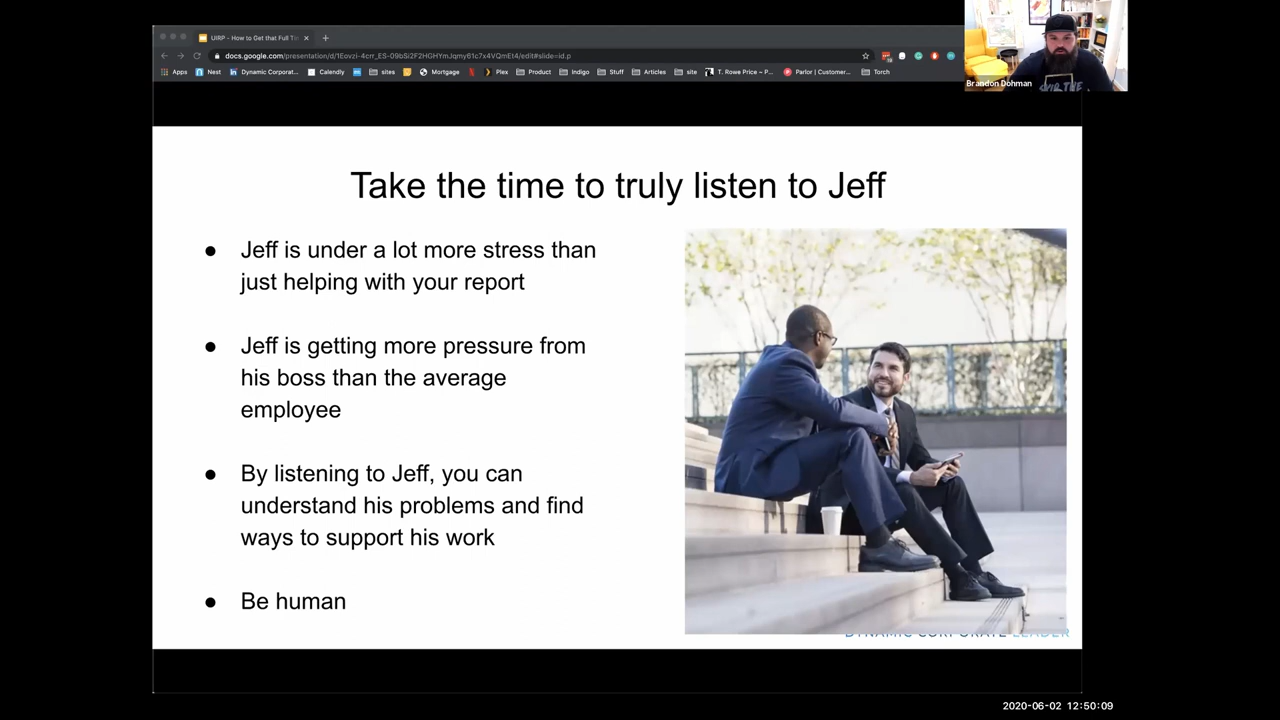 UIRP - How to Get that Full Ti
docs.google.com/presentation/d/1Eovzi-4crr_ES-09b5i2F2HGHYmJqmy61c7x4VQmEt4/edit#slide=id.p
Apps Nest Dynamic Corporat... Calendly sites Mortgage Plex Product Indigo Stuff Articles site T. Rowe Price – P... Parlor | Customer... Torch
Brandon Dohman
Take the time to truly listen to Jeff
● Jeff is under a lot more stress than
just helping with your report
● Jeff is getting more pressure from
his boss than the average
employee
● By listening to Jeff, you can
understand his problems and find
ways to support his work
● Be human
DYNAMIC CORPORATE LEADER
2020-06-02 12:50:09